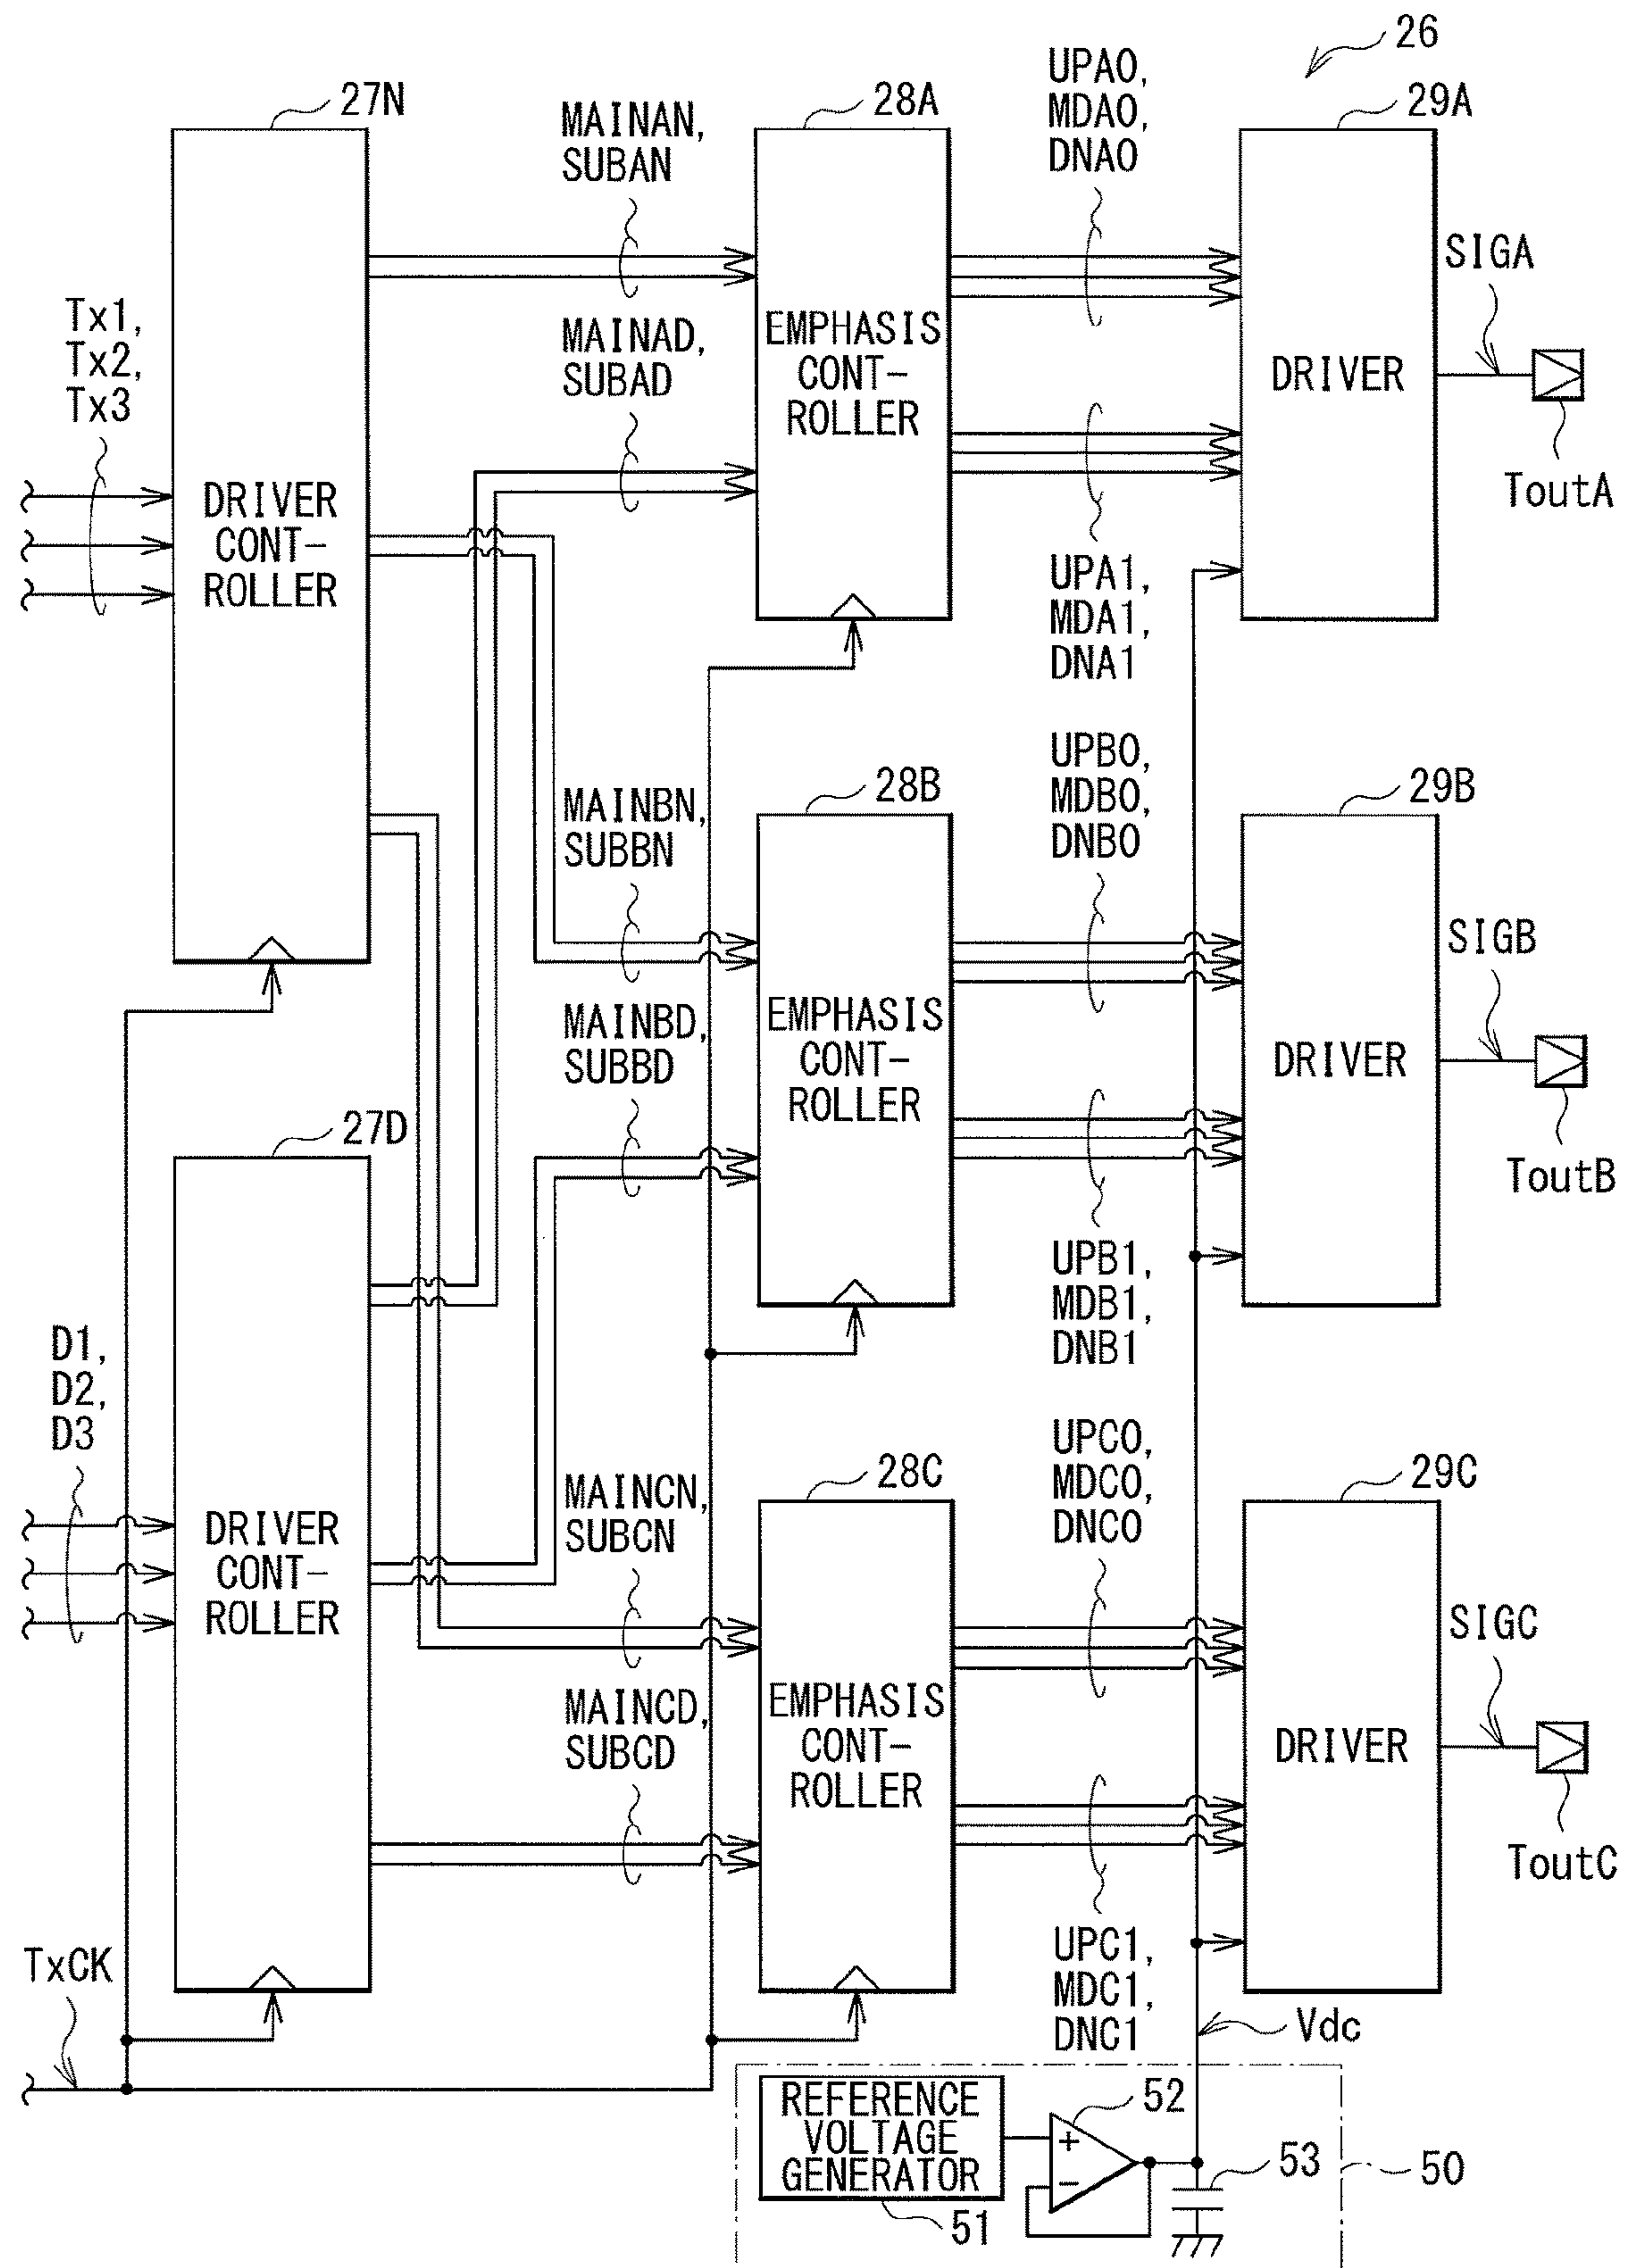 26
27N
MAINAN,
SUBAN
28A
UPA0,
MDA0,
DNA0
29A
SIGA
Tx1,
Tx2,
Tx3
MAINAD,
SUBAD
EMPHASIS
CONT-
ROLLER
DRIVER
ToutA
DRIVER
CONT-
ROLLER
UPA1,
MDA1,
DNA1
MAINBN,
SUBBN
28B
UPB0,
MDB0,
DNB0
29B
SIGB
MAINBD,
SUBBD
EMPHASIS
CONT-
ROLLER
DRIVER
ToutB
27D
UPB1,
MDB1,
DNB1
D1,
D2,
D3
DRIVER
CONT-
ROLLER
MAINCN,
SUBCN
28C
UPC0,
MDC0,
DNC0
29C
SIGC
MAINCD,
SUBCD
EMPHASIS
CONT-
ROLLER
DRIVER
ToutC
UPC1,
MDC1,
DNC1
TxCK
Vdc
REFERENCE
VOLTAGE
GENERATOR
51
52
+
−
53
50